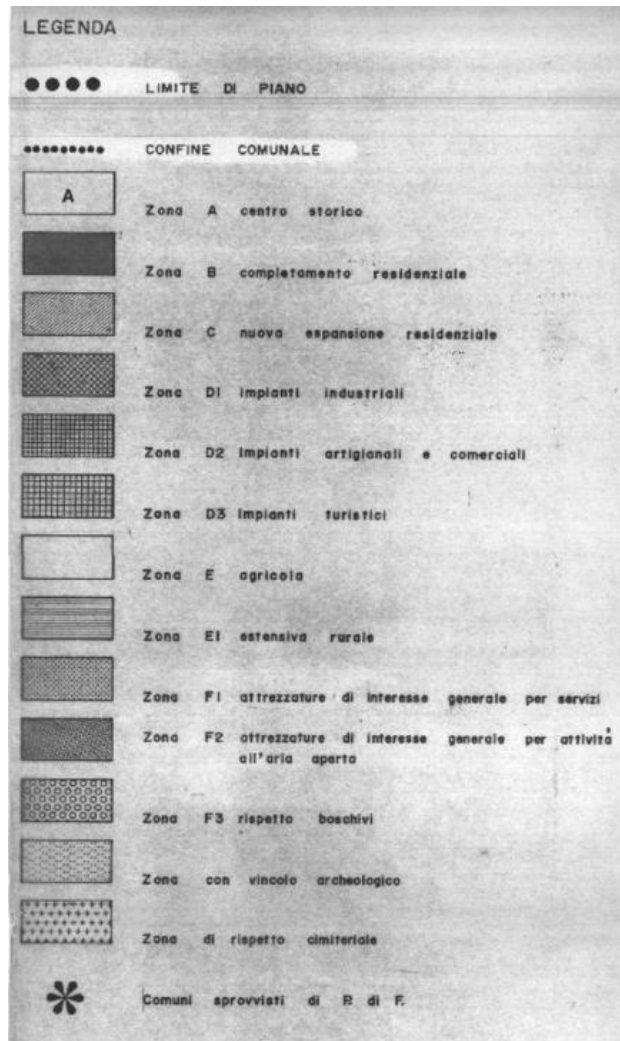 LEGENDA
LIMITE DI PIANO
CONFINE COMUNALE
A
Zona A centro storico
Zona B completamento residenziale
Zona C nuova espansione residenziale
Zona D1 impianti industriali
Zona D2 Impianti artigianali e comerciali
Zona D3 Impianti turistici
Zona E agricola
Zona E1 estensiva rurale
Zona F1 attrezzature di interesse generale per servizi
Zona F2 attrezzature di interesse generale per attività
all'aria aperta
Zona F3 rispetto boschivi
Zona con vincolo archeologico
Zona di rispetto cimiteriale
Comuni sprovvisti di P. di F.